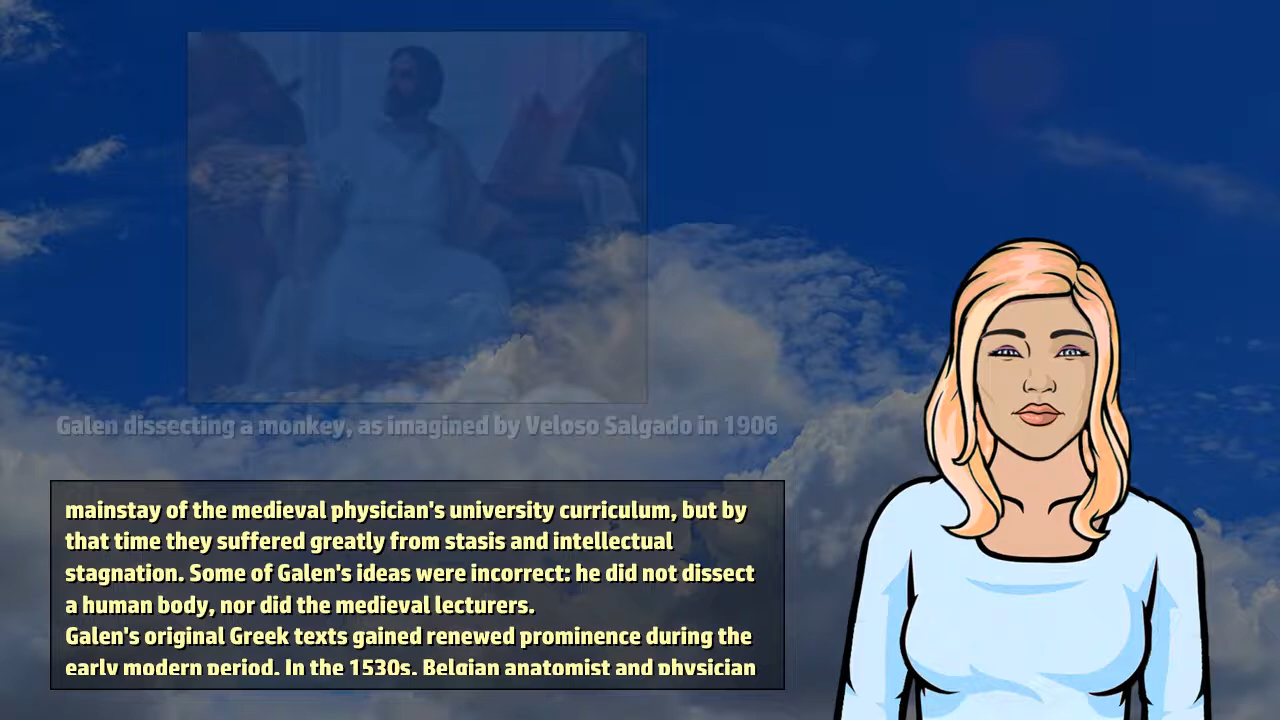 Galen dissecting a monkey, as imagined by Veloso Salgado in 1906
mainstay of the medieval physician's university curriculum, but by
that time they suffered greatly from stasis and intellectual
stagnation. Some of Galen's ideas were incorrect: he did not dissect
a human body, nor did the medieval lecturers.
Galen's original Greek texts gained renewed prominence during the
early modern period. In the 1530s, Belgian anatomist and physician